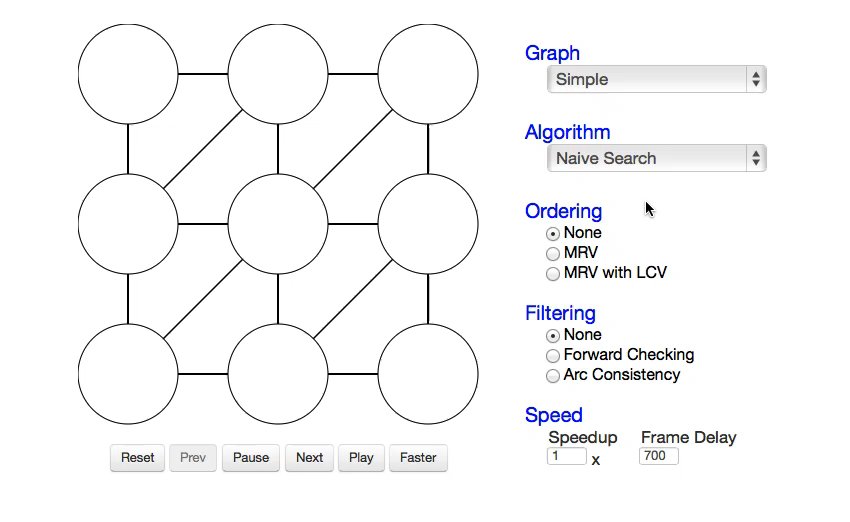 Graph
Simple
Algorithm
Naive Search
Ordering
None
MRV
MRV with LCV
Filtering
None
Forward Checking
Arc Consistency
Speed
Speedup Frame Delay
1 x 700
Reset Prev Pause Next Play Faster